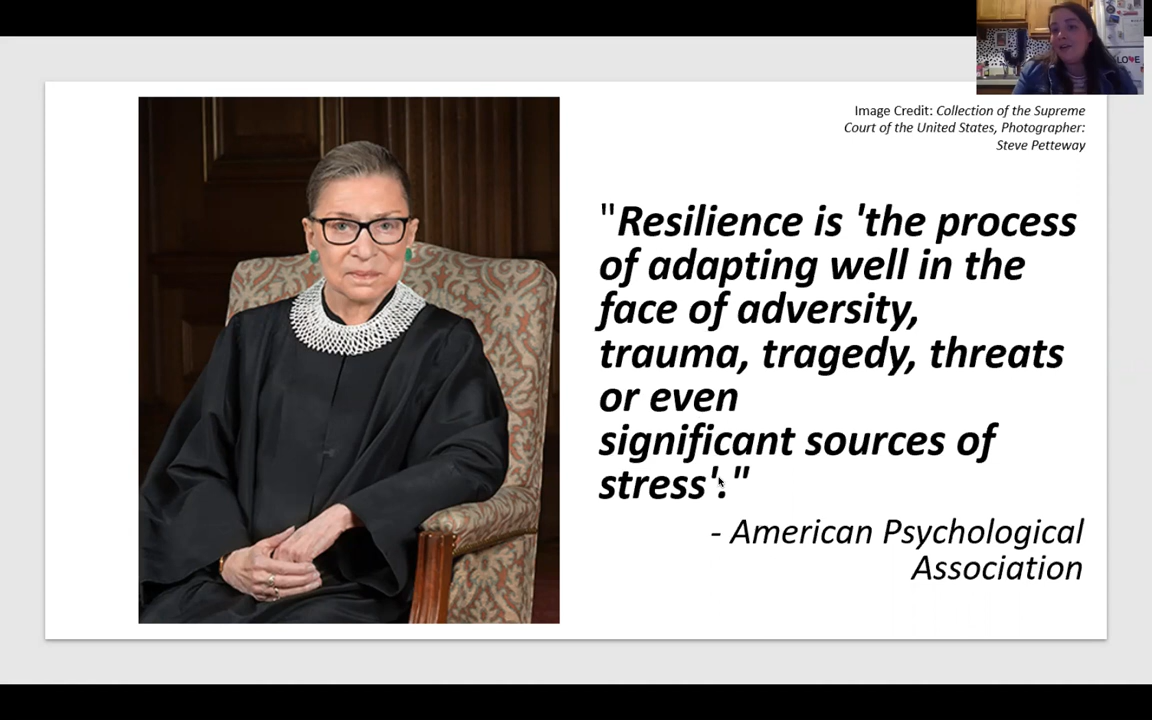 LOVE
Image Credit: Collection of the Supreme
Court of the United States, Photographer:
Steve Petteway
"Resilience is 'the process
of adapting well in the
face of adversity,
trauma, tragedy, threats
or even
significant sources of
stress'."
- American Psychological
Association